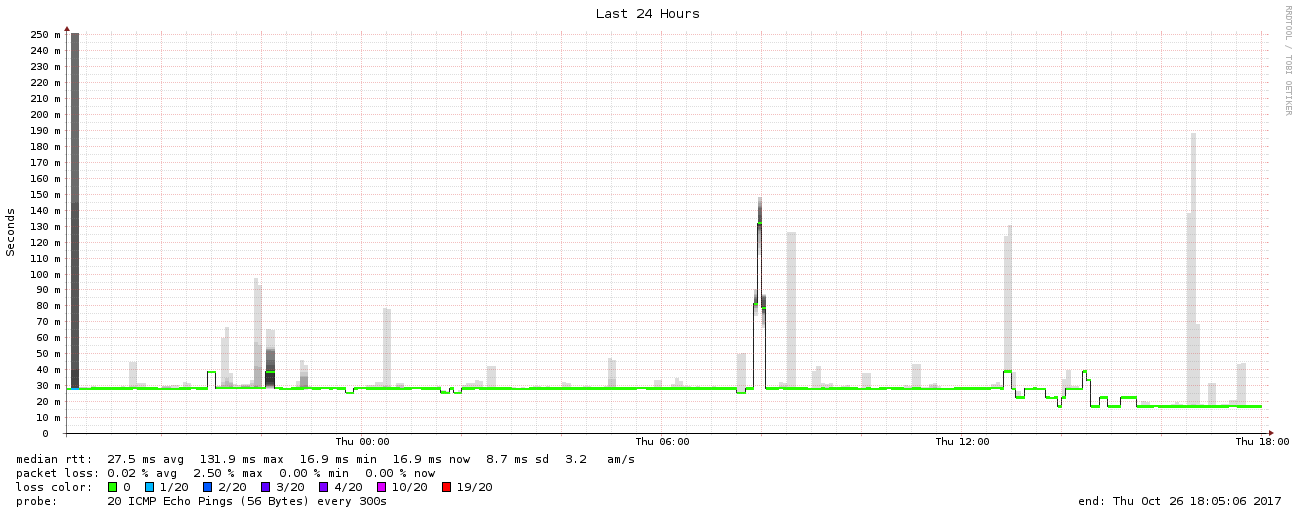 Last 24 Hours
RRDTOOL / TOBI OETIKER
Seconds
250 m
240 m
230 m
220 m
210 m
200 m
190 m
180 m
170 m
160 m
150 m
140 m
130 m
120 m
110 m
100 m
90 m
80 m
70 m
60 m
50 m
40 m
30 m
20 m
10 m
0
Thu 00:00 Thu 06:00 Thu 12:00 Thu 18:00
median rtt: 27.5 ms avg 131.9 ms max 16.9 ms min 16.9 ms now 8.7 ms sd 3.2 am/s
packet loss: 0.02 % avg 2.50 % max 0.00 % min 0.00 % now
loss color: 0 1/20 2/20 3/20 4/20 10/20 19/20
probe: 20 ICMP Echo Pings (56 Bytes) every 300s end: Thu Oct 26 18:05:06 2017